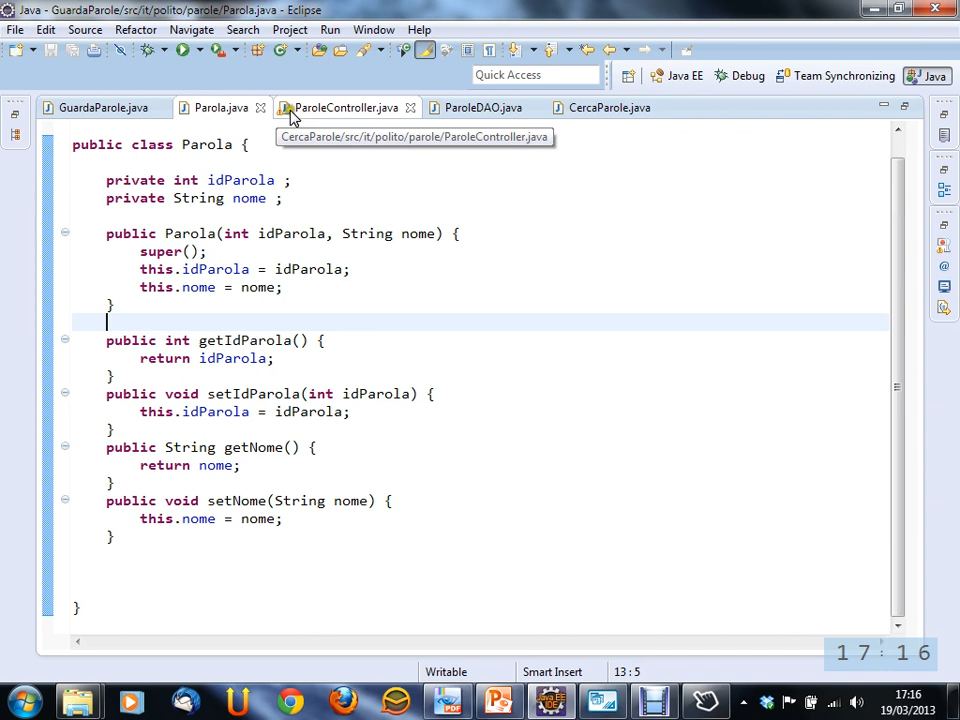 Java - GuardaParole/src/it/polito/parole/Parola.java - Eclipse
File Edit Source Refactor Navigate Search Project Run Window Help
Quick Access Java EE Debug Team Synchronizing Java
GuardaParole.java Parola.java ParoleController.java ParoleDAO.java CercaParole.java
CercaParole/src/it/polito/parole/ParoleController.java
public class Parola {
private int idParola ;
private String nome ;
public Parola(int idParola, String nome) {
super();
this.idParola = idParola;
this.nome = nome;
}
public int getIdParola() {
return idParola;
}
public void setIdParola(int idParola) {
this.idParola = idParola;
}
public String getNome() {
return nome;
}
public void setNome(String nome) {
this.nome = nome;
}
}
17:16
Writable Smart Insert 13 : 5
17:16
19/03/2013